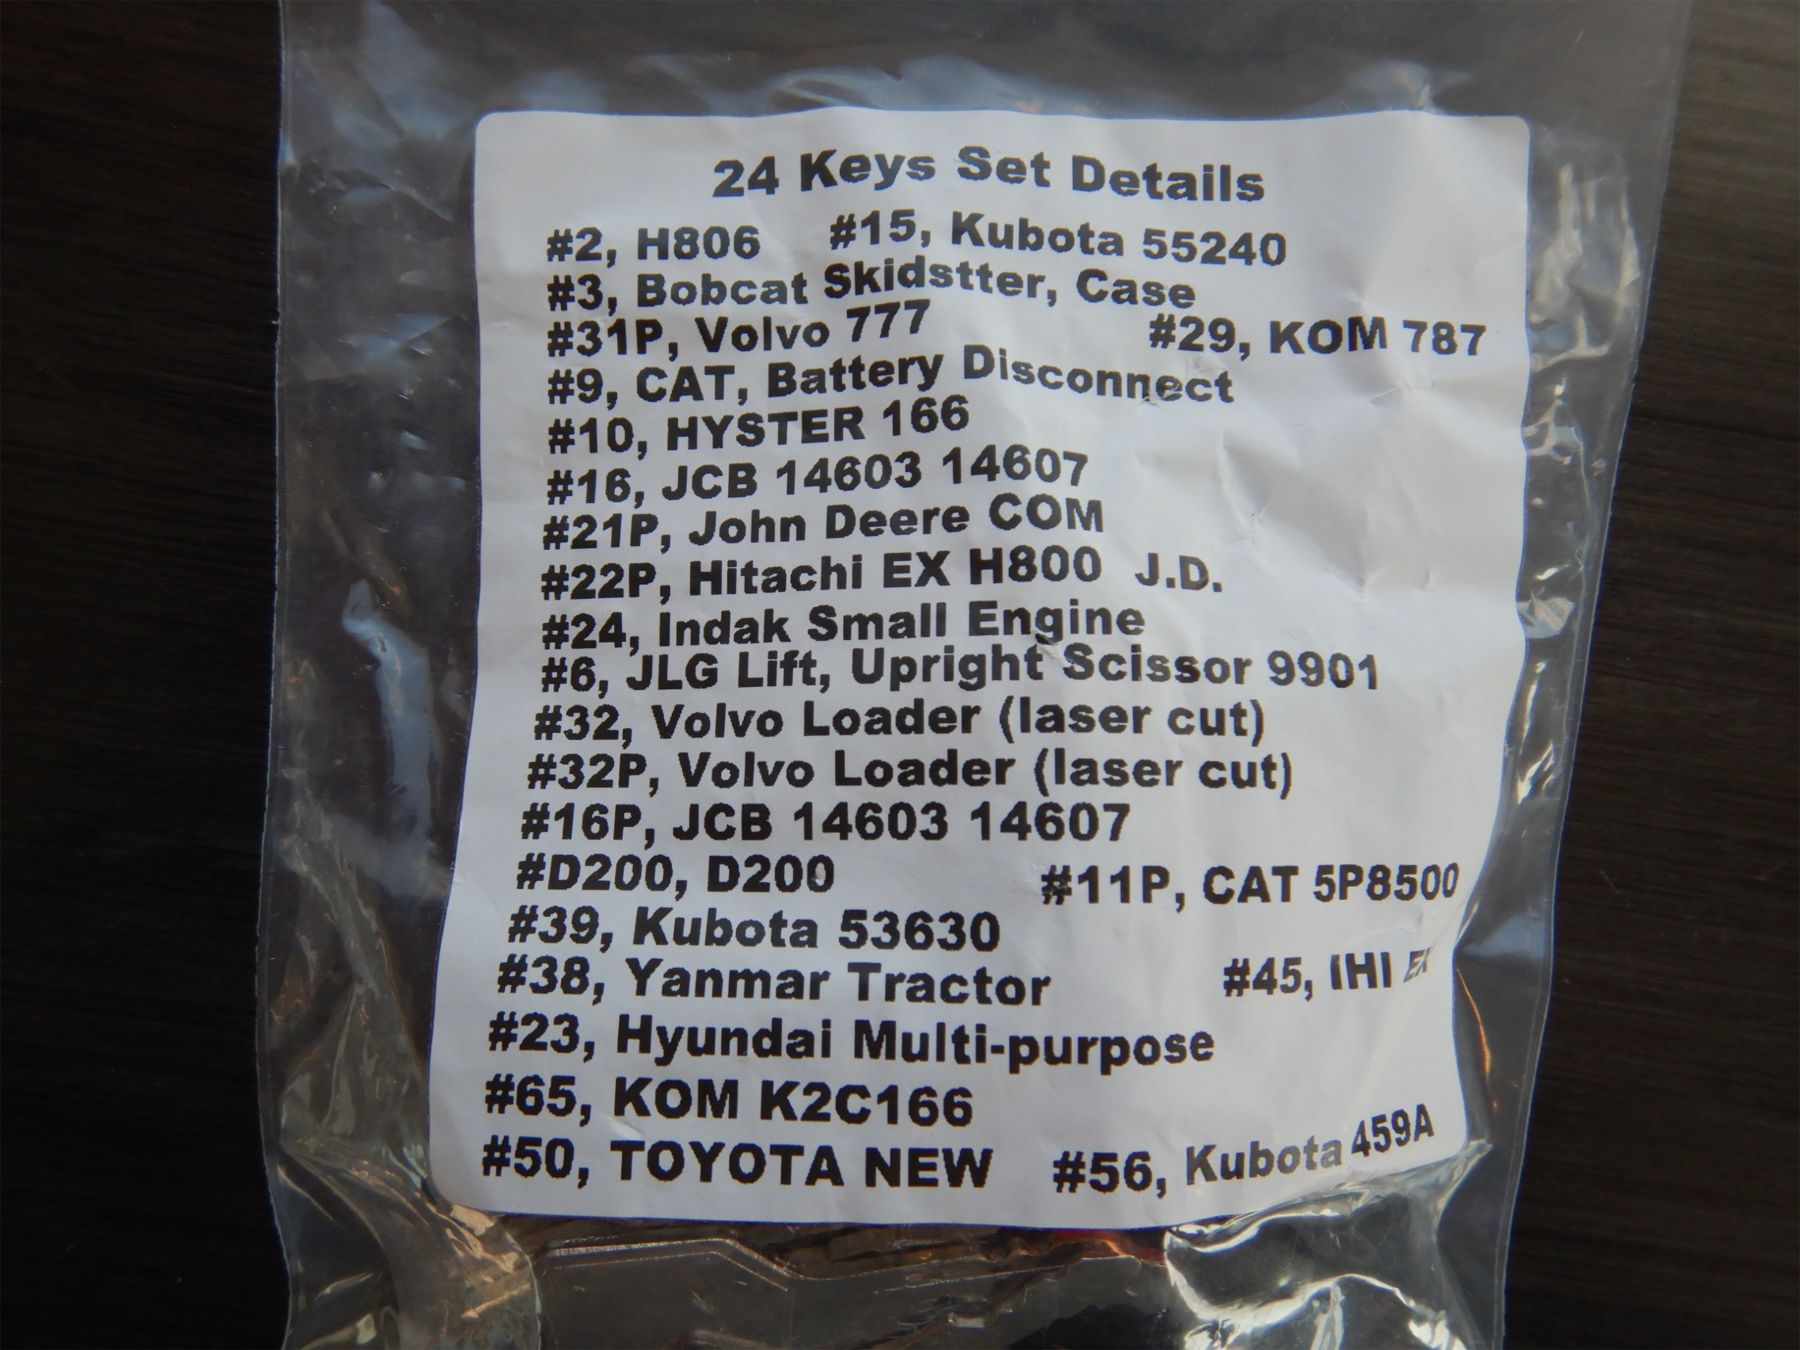 24 Keys Set Details
#2, H806 #15, Kubota 55240
#3, Bobcat Skidstter, Case
#31P, Volvo 777 #29, KOM 787
#9, CAT, Battery Disconnect
#10, HYSTER 166
#16, JCB 14603 14607
#21P, John Deere COM
#22P, Hitachi EX H800 J.D.
#24, Indak Small Engine
#6, JLG Lift, Upright Scissor 9901
#32, Volvo Loader (laser cut)
#32P, Volvo Loader (laser cut)
#16P, JCB 14603 14607
#D200, D200 #11P, CAT 5P8500
#39, Kubota 53630
#38, Yanmar Tractor #45, IHI EX
#23, Hyundai Multi-purpose
#65, KOM K2C166
#50, TOYOTA NEW #56, Kubota 459A